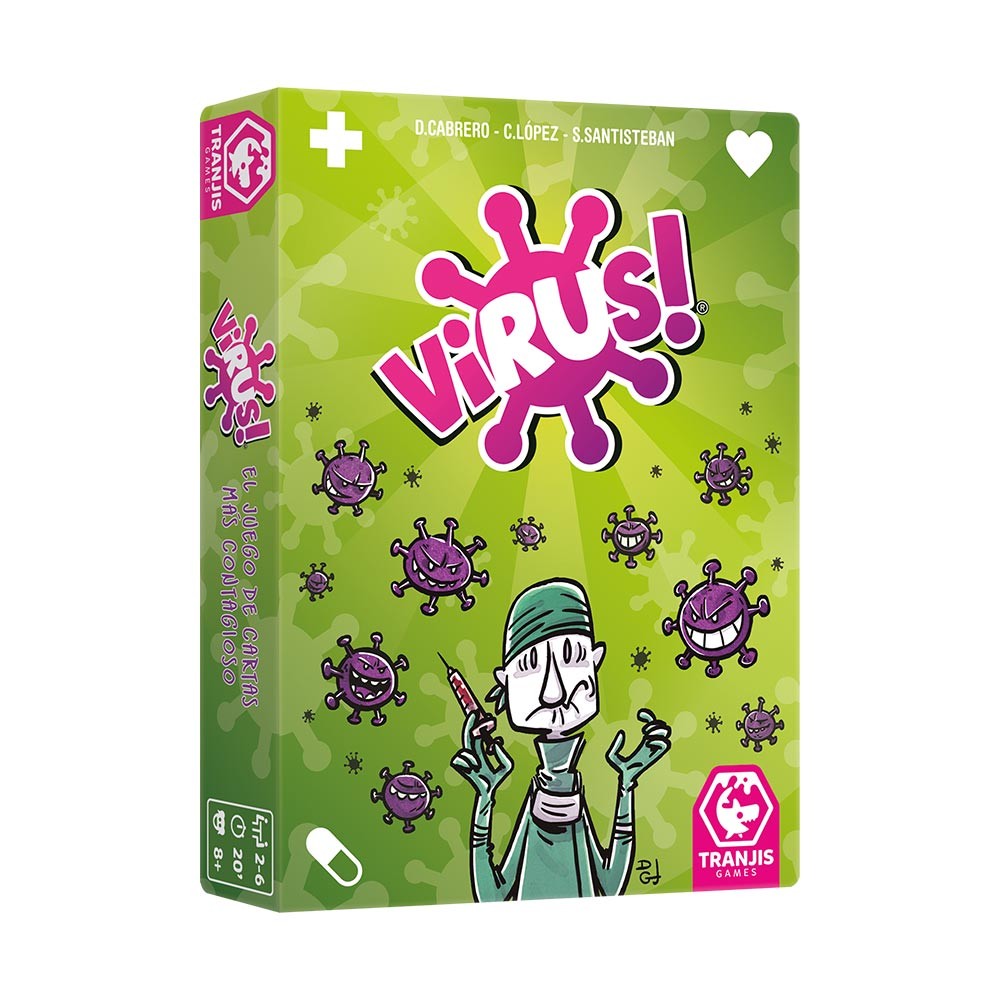 D.CABRERO - C.LÓPEZ - S.SANTISTEBAN
ViRUS!
®
TRANJIS
GAMES
DGJ
TRANJIS
GAMES
ViRUS!
EL JUEGO DE CARTAS
MÁS CONTAGIOSO
2-6
20'
8+